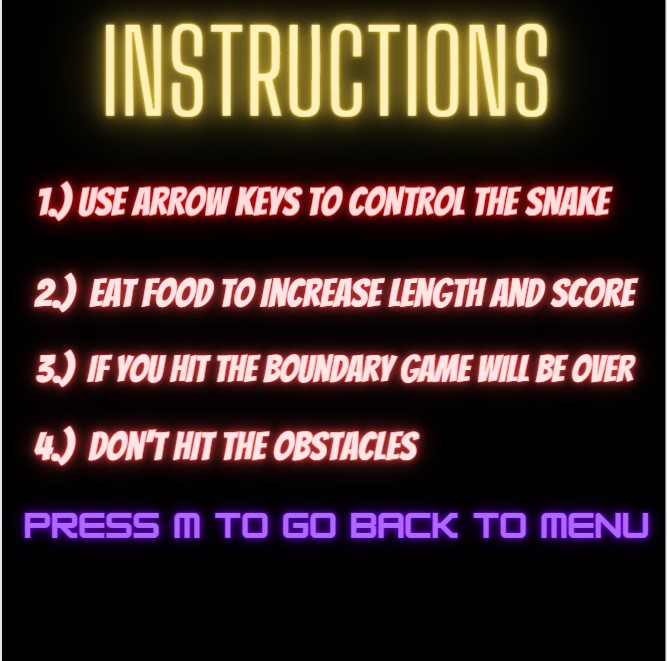 INSTRUCTIONS
1.) USE ARROW KEYS TO CONTROL THE SNAKE
2.) EAT FOOD TO INCREASE LENGTH AND SCORE
3.) IF YOU HIT THE BOUNDARY GAME WILL BE OVER
4.) DON'T HIT THE OBSTACLES
PRESS M TO GO BACK TO MENU